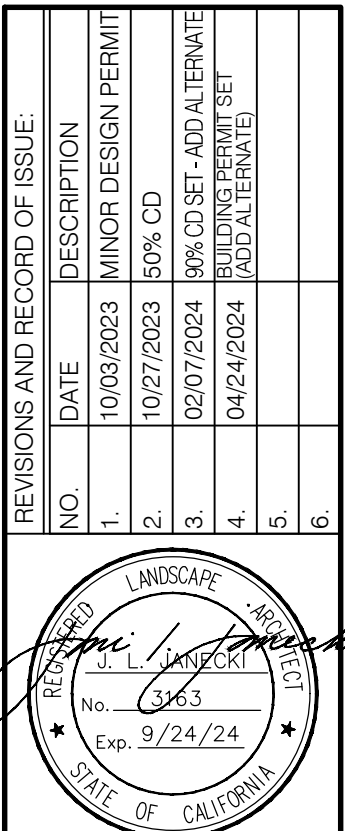 REVISIONS AND RECORD OF ISSUE:
NO. DATE DESCRIPTION
1. 10/03/2023 MINOR DESIGN PERMIT
2. 10/27/2023 50% CD
3. 02/07/2024 90% CD SET - ADD ALTERNATE
4. 04/24/2024 BUILDING PERMIT SET
(ADD ALTERNATE)
5.
6.
REGISTERED LANDSCAPE ARCHITECT
J. L. JANECKI
No. 3163
Exp. 9/24/24
STATE OF CALIFORNIA